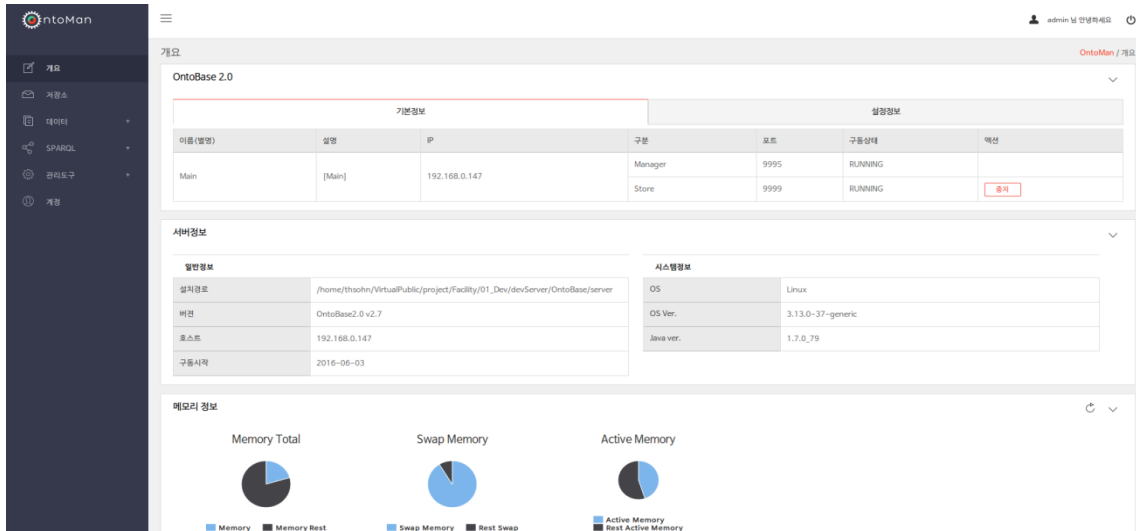 OntoMan
admin 님 안녕하세요
개요
OntoMan / 개요
개요
저장소
데이터
SPARQL
관리도구
계정
OntoBase 2.0
기본정보 설정정보
이름(별명) 설명 IP 구분 포트 구동상태 액션
Main [Main] 192.168.0.147
Manager 9995 RUNNING
Store 9999 RUNNING 중지
서버정보
일반정보
설치경로 /home/thsohn/VirtualPublic/project/Facility/01_Dev/devServer/OntoBase/server
버전 OntoBase2.0 v2.7
호스트 192.168.0.147
구동시작 2016-06-03
시스템정보
OS Linux
OS Ver. 3.13.0-37-generic
Java ver. 1.7.0_79
메모리 정보
Memory Total
Memory Memory Rest
Swap Memory
Swap Memory Rest Swap
Active Memory
Active Memory
Rest Active Memory